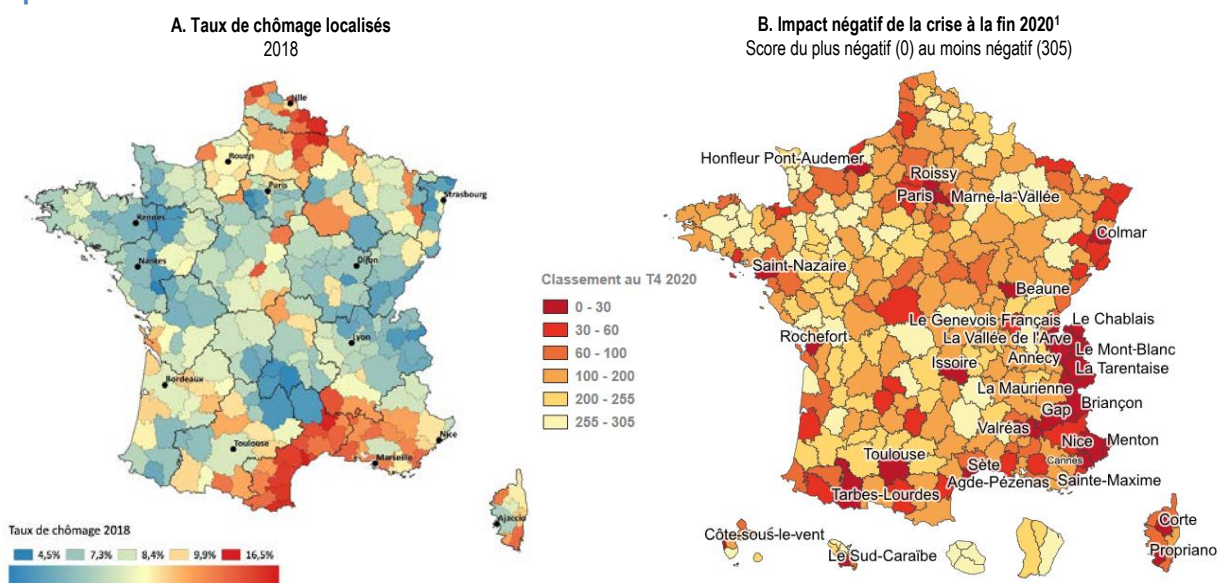 A. Taux de chômage localisés
2018
Lille
Rouen
Paris
Strasbourg
Rennes
Nantes
Dijon
Lyon
Bordeaux
Toulouse
Nice
Marseille
Ajaccio
Taux de chômage 2018
4,5% 7,3% 8,4% 9,9% 16,5%
B. Impact négatif de la crise à la fin 2020¹
Score du plus négatif (0) au moins négatif (305)
Classement au T4 2020
0 - 30
30 - 60
60 - 100
100 - 200
200 - 255
255 - 305
Honfleur Pont-Audemer
Roissy
Paris Marne-la-Vallée
Colmar
Saint-Nazaire
Beaune
Le Genevois Français Le Chablais
Rochefort
La Vallée de l'Arve
Le Mont-Blanc
Issoire
Annecy
La Tarentaise
La Maurienne
Briançon
Gap
Valréas
Nice Menton
Toulouse
Cannes
Sète
Agde-Pézenas Sainte-Maxime
Tarbes-Lourdes
Corte
Côte-sous-le-vent
Le Sud-Caraïbe
Propriano